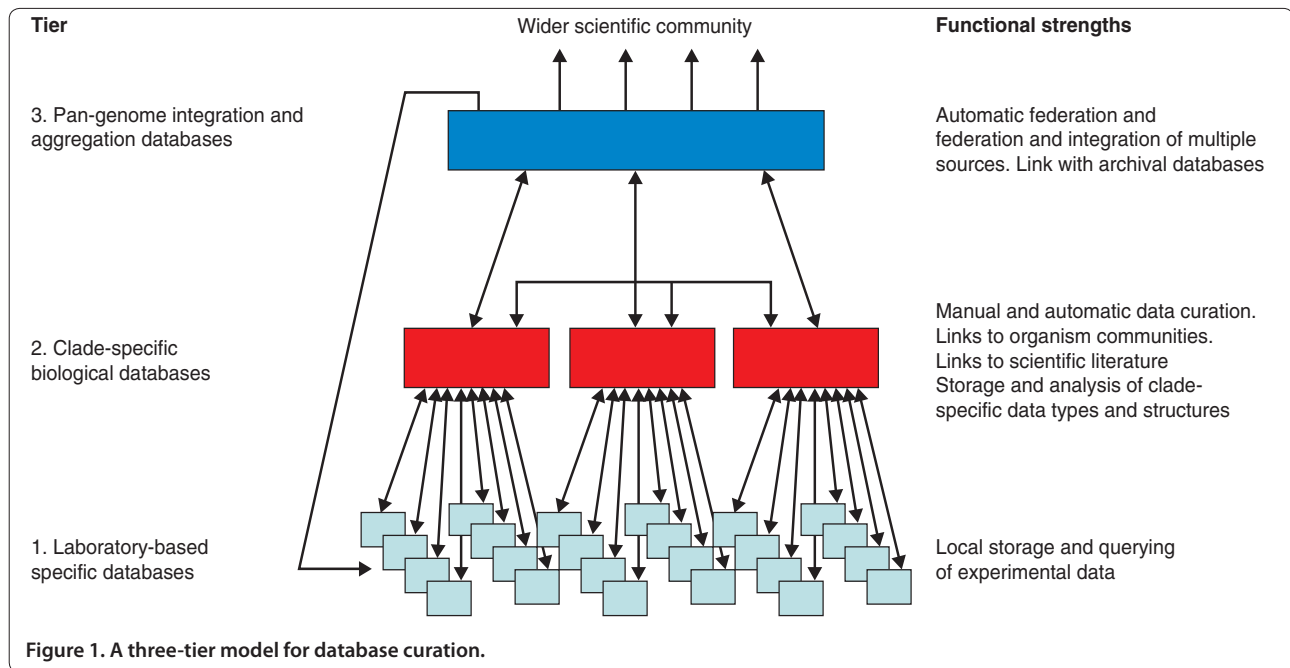 Tier
Wider scientific community
Functional strengths
3. Pan-genome integration and
aggregation databases
Automatic federation and
federation and integration of multiple
sources. Link with archival databases
2. Clade-specific
biological databases
Manual and automatic data curation.
Links to organism communities.
Links to scientific literature
Storage and analysis of clade-
specific data types and structures
1. Laboratory-based
specific databases
Local storage and querying
of experimental data
Figure 1. A three-tier model for database curation.